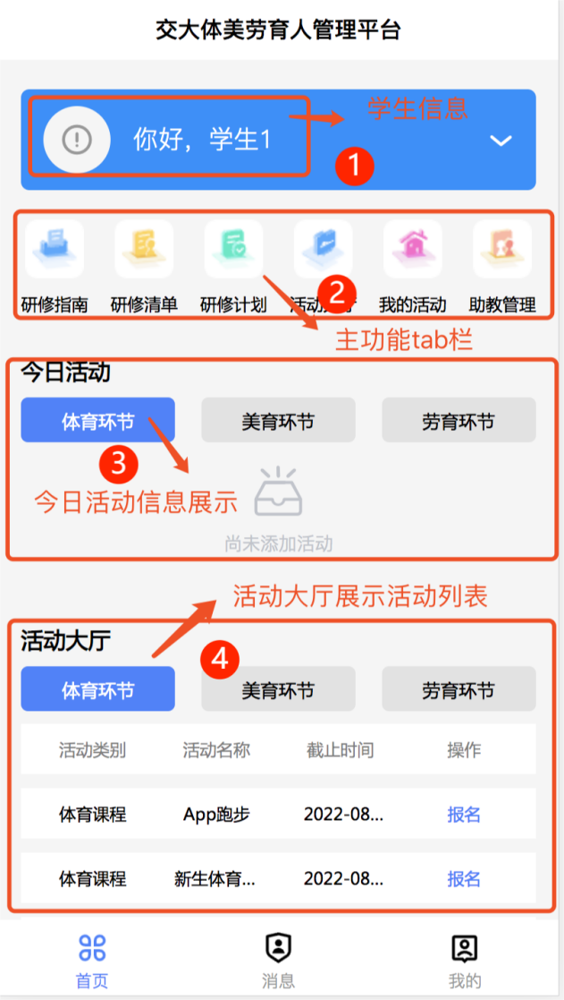 交大体美劳育人管理平台
学生信息
你好，学生1
1
研修指南 研修清单 研修计划 我的活动 助教管理
2
主功能tab栏
今日活动
体育环节 美育环节 劳育环节
3
今日活动信息展示
尚未添加活动
活动大厅展示活动列表
活动大厅
4
体育环节 美育环节 劳育环节
活动类别 活动名称 截止时间 操作
体育课程 App跑步 2022-08... 报名
体育课程 新生体育... 2022-08... 报名
首页 消息 我的